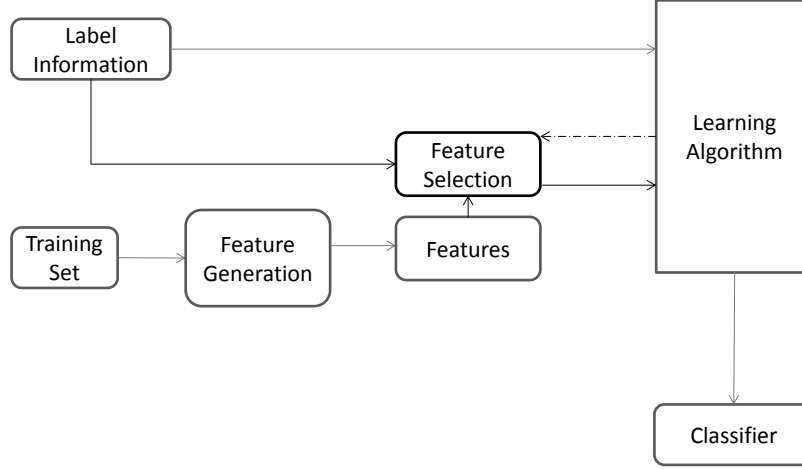 Label
Information
Learning
Algorithm
Feature
Selection
Training
Set
Feature
Generation
Features
Classifier